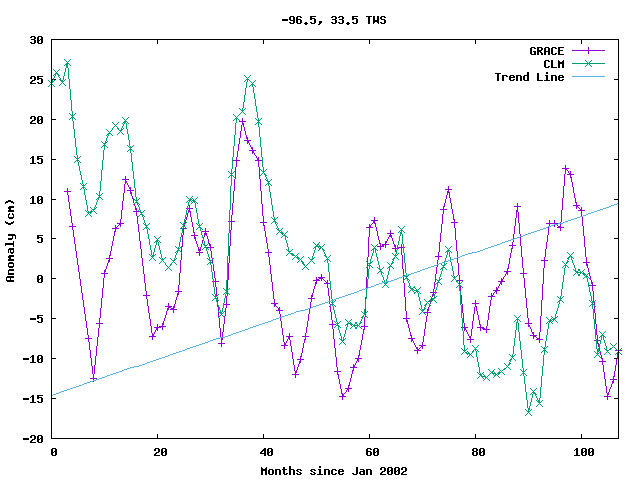 -96.5, 33.5 TWS
30
25
20
15
10
5
0
-5
-10
-15
-20
Anomaly (cm)
GRACE
CLM
Trend Line
0 20 40 60 80 100
Months since Jan 2002